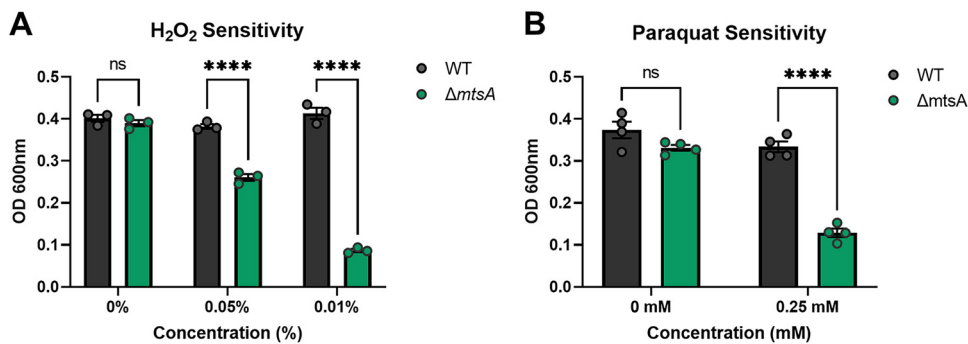 A
H₂O₂ Sensitivity
ns
****
****
WT
ΔmtsA
0.5
0.4
0.3
0.2
0.1
0.0
OD 600nm
0%
0.05%
0.01%
Concentration (%)
B
Paraquat Sensitivity
ns
****
WT
ΔmtsA
0.5
0.4
0.3
0.2
0.1
0.0
OD 600nm
0 mM
0.25 mM
Concentration (mM)